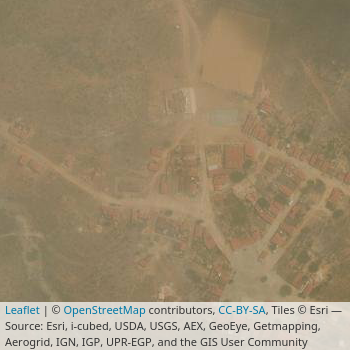 Leaflet | © OpenStreetMap contributors, CC-BY-SA, Tiles © Esri —
Source: Esri, i-cubed, USDA, USGS, AEX, GeoEye, Getmapping,
Aerogrid, IGN, IGP, UPR-EGP, and the GIS User Community